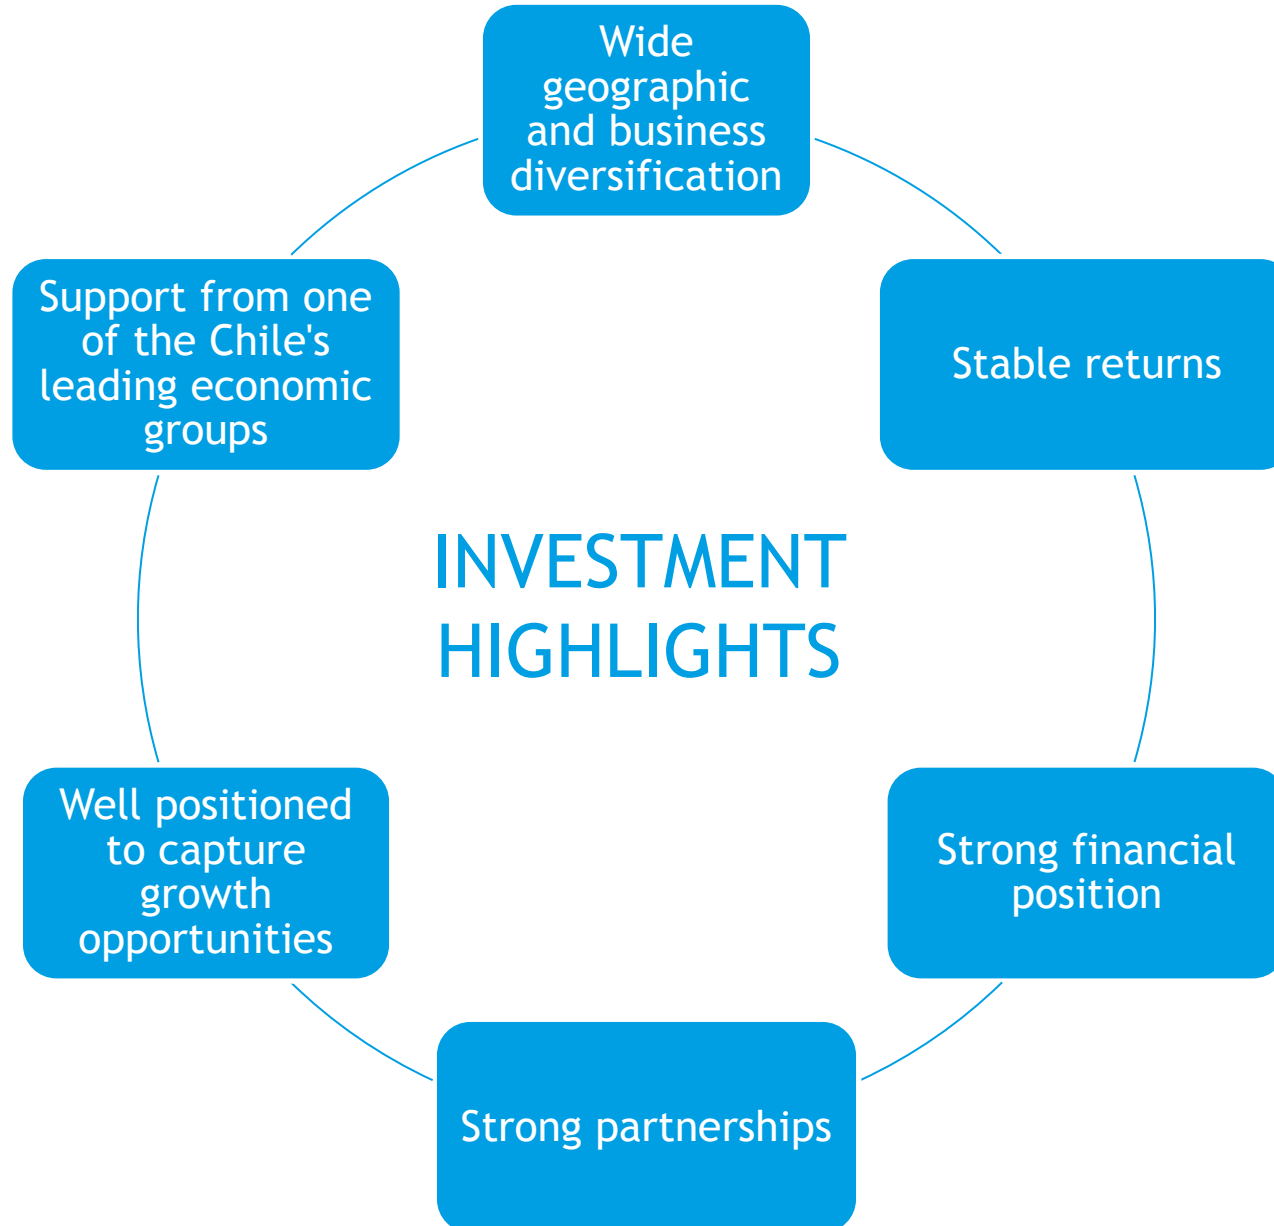 Wide
geographic
and business
diversification
Support from one
of the Chile's
leading economic
groups
Stable returns
INVESTMENT
HIGHLIGHTS
Well positioned
to capture
growth
opportunities
Strong financial
position
Strong partnerships